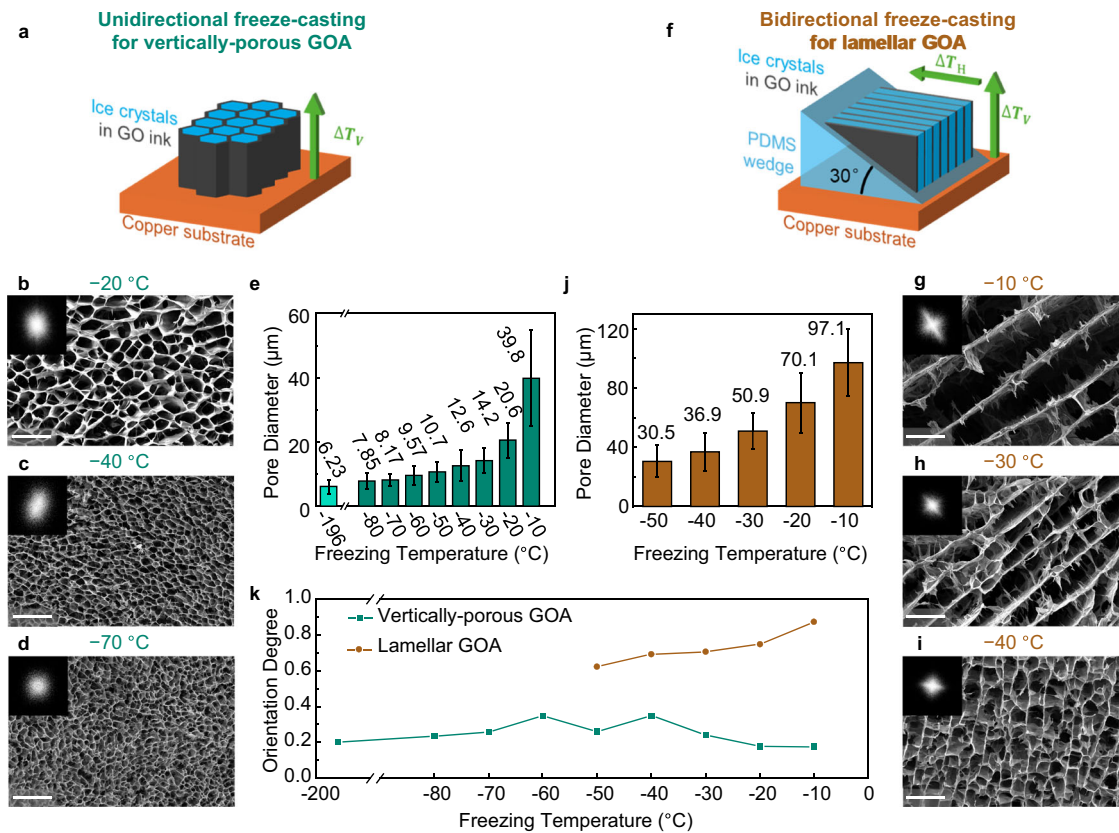 a
Unidirectional freeze-casting
for vertically-porous GOA
Ice crystals
in GO ink
ΔT_V
Copper substrate
f
Bidirectional freeze-casting
for lamellar GOA
Ice crystals
in GO ink
ΔT_H
ΔT_V
PDMS
wedge
30°
Copper substrate
b
−20 °C
c
−40 °C
d
−70 °C
e
Pore Diameter (μm)
60
40
20
0
6.23
7.85
8.17
9.57
10.7
12.6
14.2
20.6
39.8
-196
-80
-70
-60
-50
-40
-30
-20
-10
Freezing Temperature (°C)
j
Pore Diameter (μm)
120
80
40
0
30.5
36.9
50.9
70.1
97.1
-50
-40
-30
-20
-10
Freezing Temperature (°C)
g
−10 °C
h
−30 °C
i
−40 °C
k
Orientation Degree
1.0
0.8
0.6
0.4
0.2
0.0
Vertically-porous GOA
Lamellar GOA
-200
-80
-70
-60
-50
-40
-30
-20
-10
0
Freezing Temperature (°C)